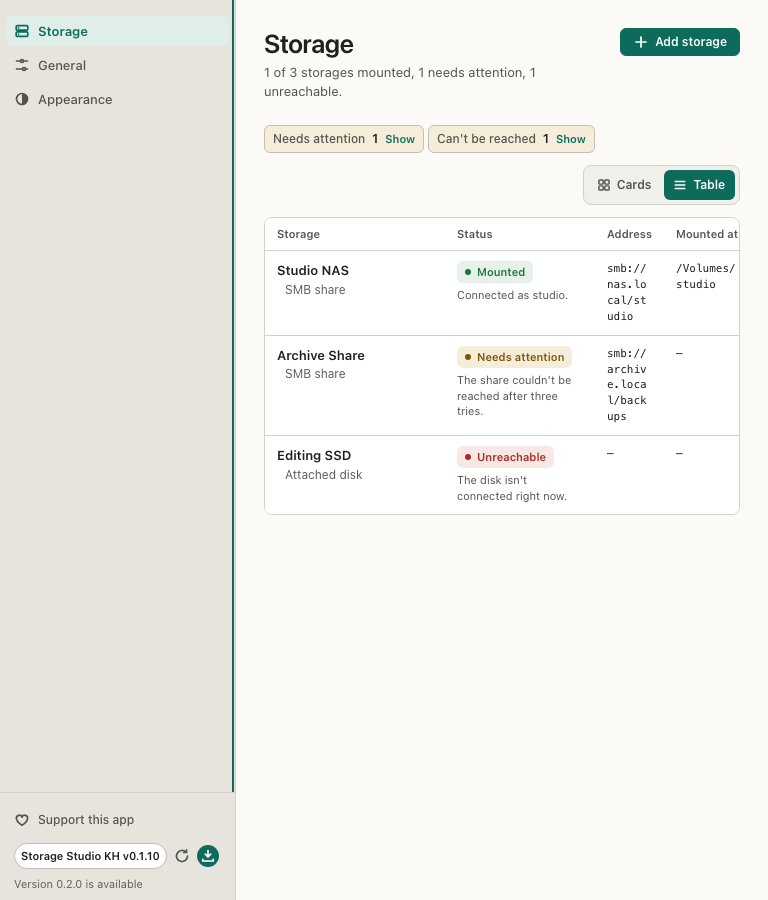 Storage
General
Appearance
Support this app
Storage Studio KH v0.1.10
Version 0.2.0 is available
Storage
Add storage
1 of 3 storages mounted, 1 needs attention, 1
unreachable.
Needs attention 1 Show
Can't be reached 1 Show
Cards
Table
Storage Status Address Mounted at
Studio NAS
SMB share
Mounted
Connected as studio.
smb://
nas.lo
cal/st
udio
/Volumes/
studio
Archive Share
SMB share
Needs attention
The share couldn't be
reached after three
tries.
smb://
archiv
e.loca
l/back
ups
–
Editing SSD
Attached disk
Unreachable
The disk isn't
connected right now.
–
–